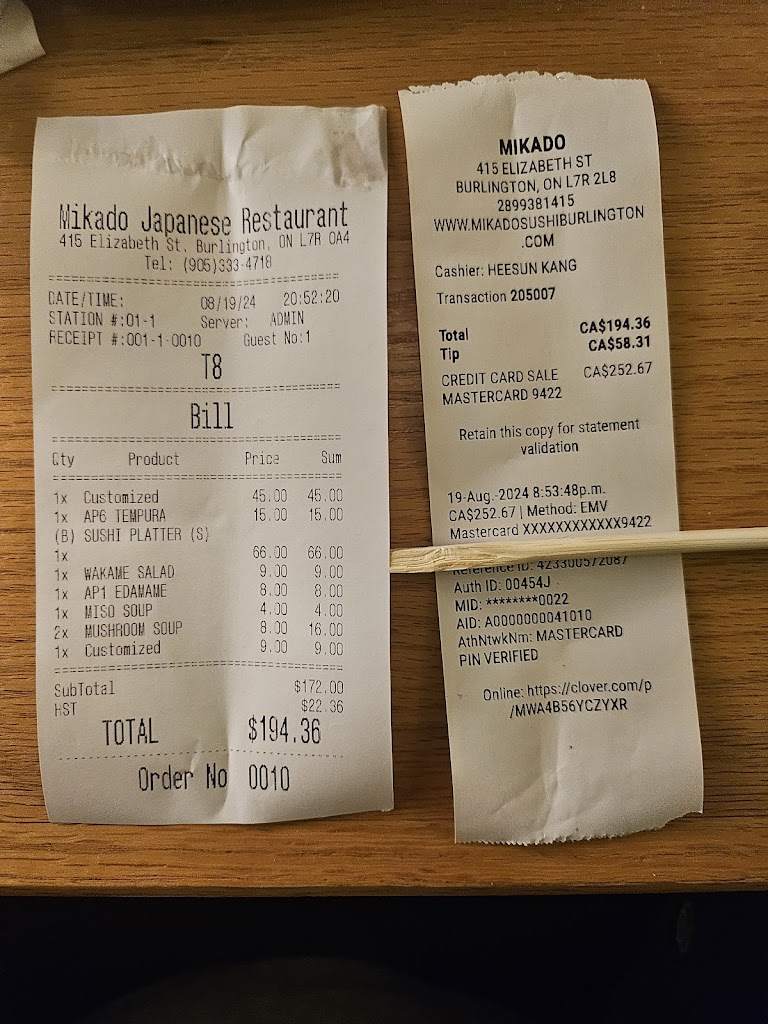 Mikado Japanese Restaurant
415 Elizabeth St. Burlington, ON L7R 0A4
Tel: (905)333-4718
DATE/TIME: 08/19/24 20:52:20
STATION #:01-1 Server: ADMIN
RECEIPT #:001-1-0010 Guest No:1
T8
Bill
Qty Product Price Sum
1x Customized 45.00 45.00
1x AP6 TEMPURA 15.00 15.00
(B) SUSHI PLATTER (S)
1x 66.00 66.00
1x WAKAME SALAD 9.00 9.00
1x AP1 EDAMAME 8.00 8.00
1x MISO SOUP 4.00 4.00
2x MUSHROOM SOUP 8.00 16.00
1x Customized 9.00 9.00
SubTotal $172.00
HST $22.36
TOTAL $194.36
Order No 0010
MIKADO
415 ELIZABETH ST
BURLINGTON, ON L7R 2L8
2899381415
WWW.MIKADOSUSHIBURLINGTON
.COM
Cashier: HEESUN KANG
Transaction 205007
Total CA$194.36
Tip CA$58.31
CREDIT CARD SALE CA$252.67
MASTERCARD 9422
Retain this copy for statement
validation
19-Aug.-2024 8:53:48p.m.
CA$252.67 | Method: EMV
Mastercard XXXXXXXXXXXX9422
Reference ID: 423300572087
Auth ID: 00454J
MID: ********0022
AID: A0000000041010
AthNtwkNm: MASTERCARD
PIN VERIFIED
Online: https://clover.com/p
/MWA4B56YCZYXR